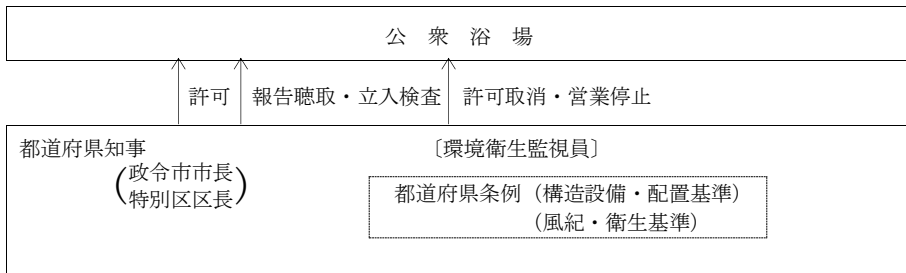 公　衆　浴　場
許可　報告聴取・立入検査　許可取消・営業停止
都道府県知事　〔環境衛生監視員〕
(政令市市長
特別区区長)
都道府県条例（構造設備・配置基準）
（風紀・衛生基準）